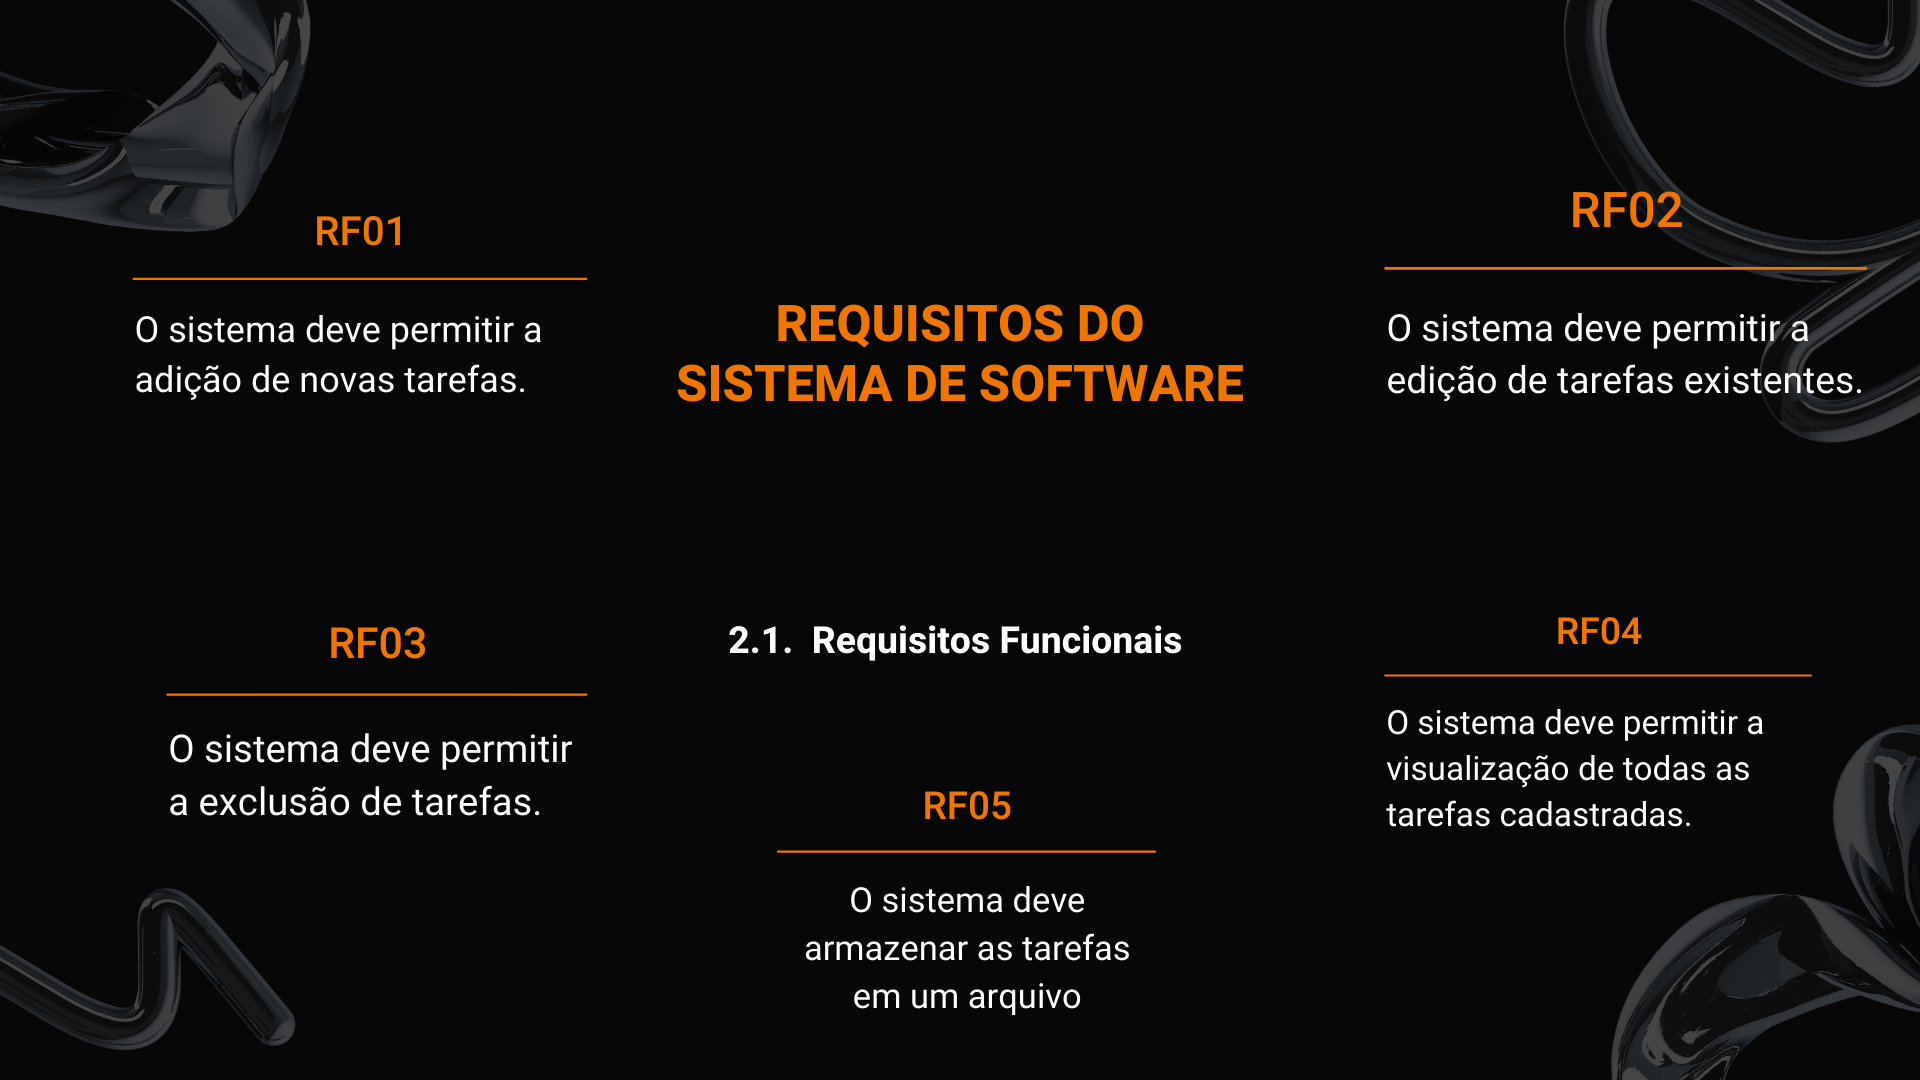 RF01
O sistema deve permitir a
adição de novas tarefas.
REQUISITOS DO
SISTEMA DE SOFTWARE
RF02
O sistema deve permitir a
edição de tarefas existentes.
RF03
O sistema deve permitir
a exclusão de tarefas.
2.1. Requisitos Funcionais
RF04
O sistema deve permitir a
visualização de todas as
tarefas cadastradas.
RF05
O sistema deve
armazenar as tarefas
em um arquivo